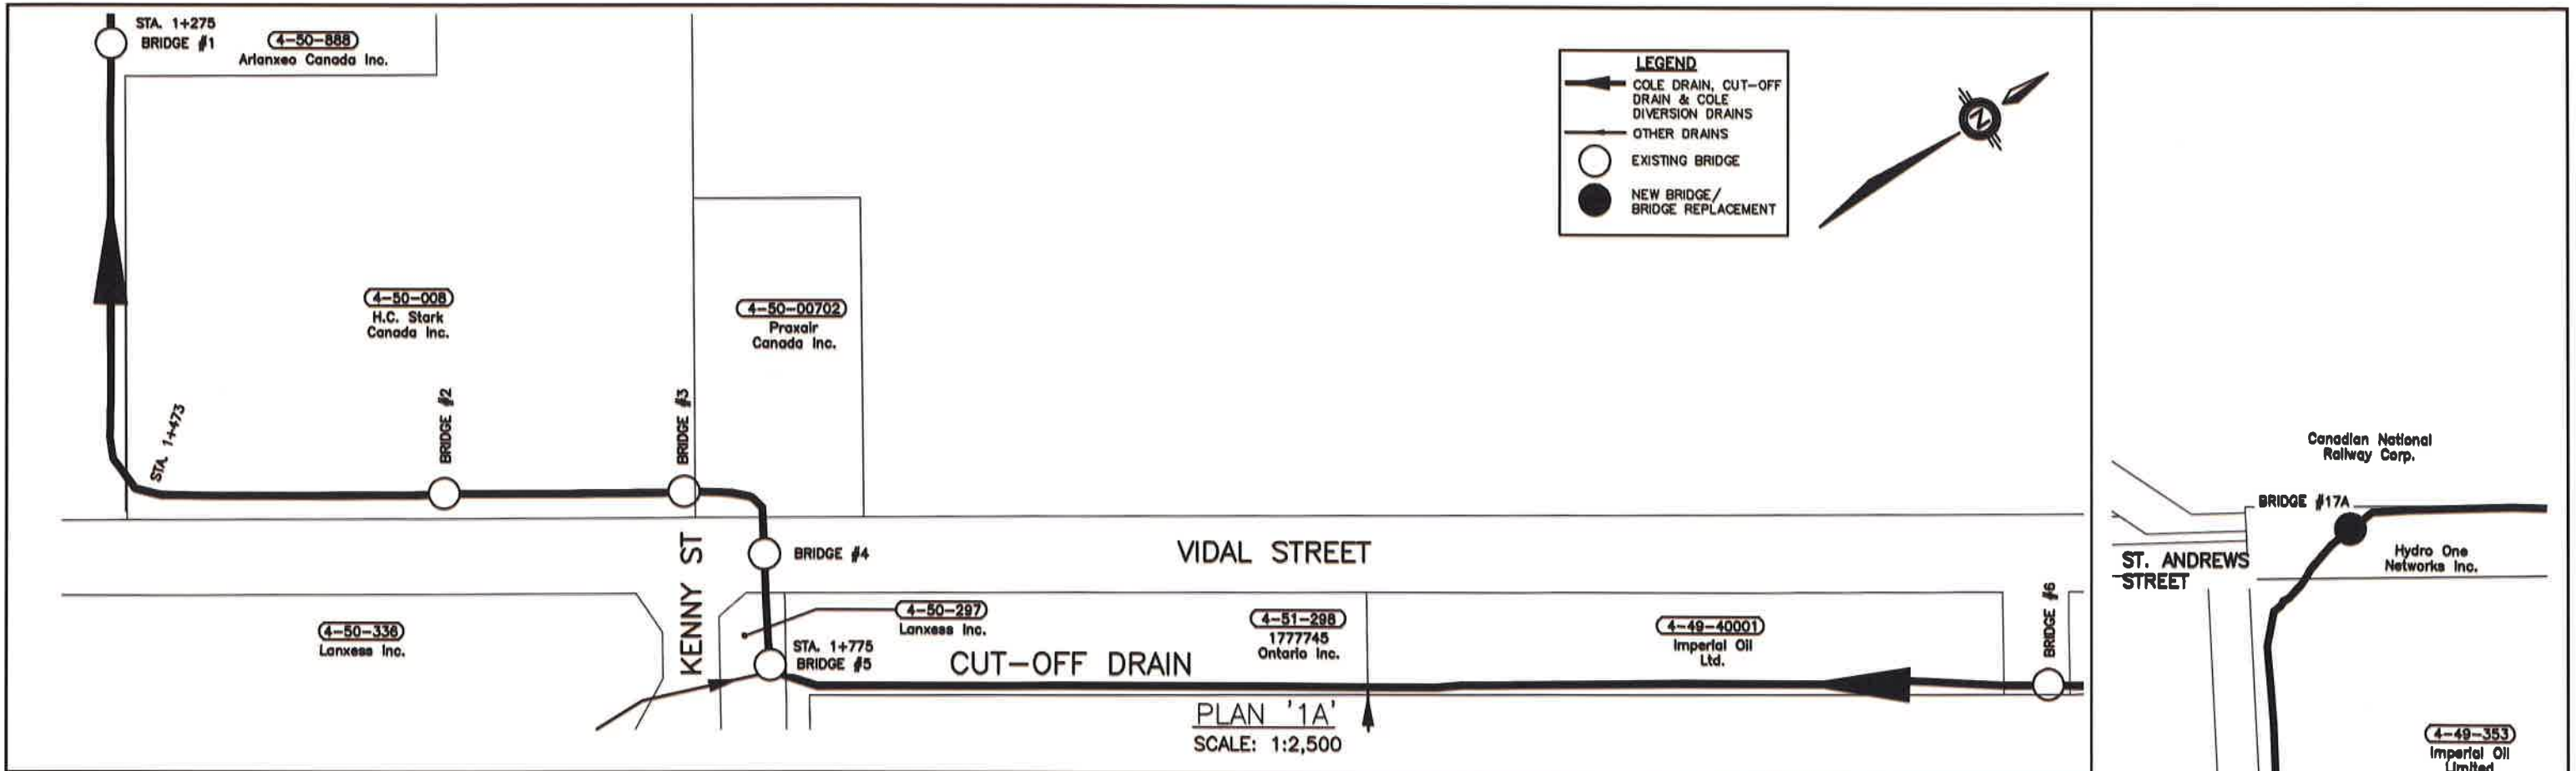 STA. 1+275
BRIDGE #1
4-50-888
Arlanxeo Canada Inc.
LEGEND
COLE DRAIN, CUT-OFF
DRAIN & COLE
DIVERSION DRAINS
OTHER DRAINS
EXISTING BRIDGE
NEW BRIDGE/
BRIDGE REPLACEMENT
N
4-50-008
H.C. Stark
Canada Inc.
4-50-00702
Praxair
Canada Inc.
STA. 1+473
BRIDGE #2
BRIDGE #3
BRIDGE #4
VIDAL STREET
KENNY ST
4-50-336
Lanxess Inc.
4-50-297
Lanxess Inc.
STA. 1+775
BRIDGE #5
CUT-OFF DRAIN
4-51-298
1777745
Ontario Inc.
4-49-40001
Imperial Oil
Ltd.
BRIDGE #6
PLAN '1A'
SCALE: 1:2,500
Canadian National
Railway Corp.
BRIDGE #17A
ST. ANDREWS
STREET
Hydro One
Networks Inc.
4-49-353
Imperial Oil
Limited